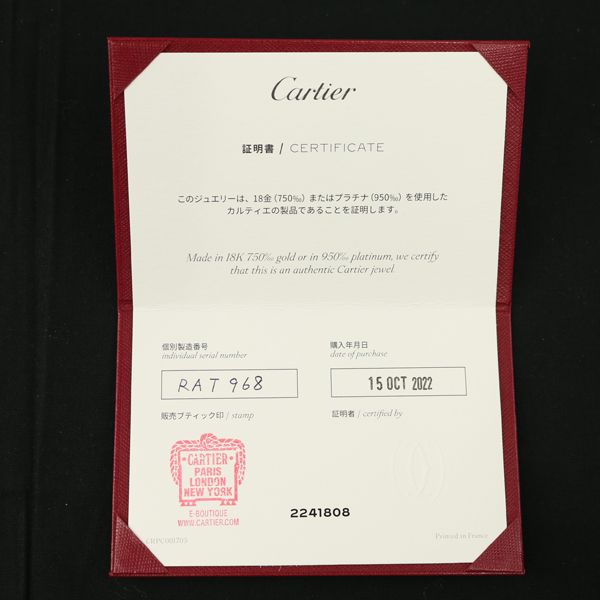 Cartier
証明書 / CERTIFICATE
このジュエリーは、18金(750‰)またはプラチナ(950‰)を使用した
カルティエの製品であることを証明します。
Made in 18K 750‰ gold or in 950‰ platinum, we certify
that this is an authentic Cartier jewel.
個別製造番号
individual serial number
RAT968
購入年月日
date of purchase
15 OCT 2022
販売ブティック印 / stamp
証明者 / certified by
CARTIER
PARIS
LONDON
NEW YORK
E-BOUTIQUE
WWW.CARTIER.COM
2241808
CRPC001705
Printed in France